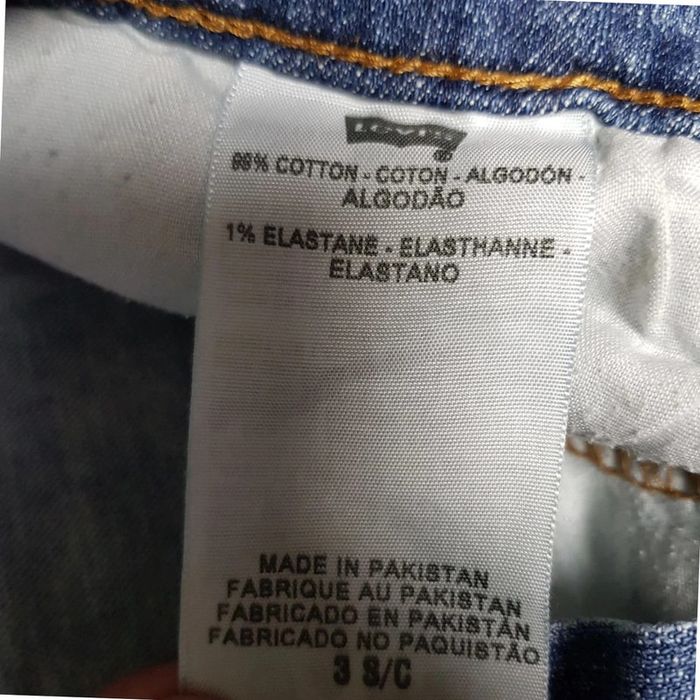 LEVI'S
99% COTTON - COTON - ALGODÓN -
ALGODÃO
1% ELASTANE - ELASTHANNE -
ELASTANO
MADE IN PAKISTAN
FABRIQUE AU PAKISTAN
FABRICADO EN PAKISTÁN
FABRICADO NO PAQUISTÃO
3 S/C